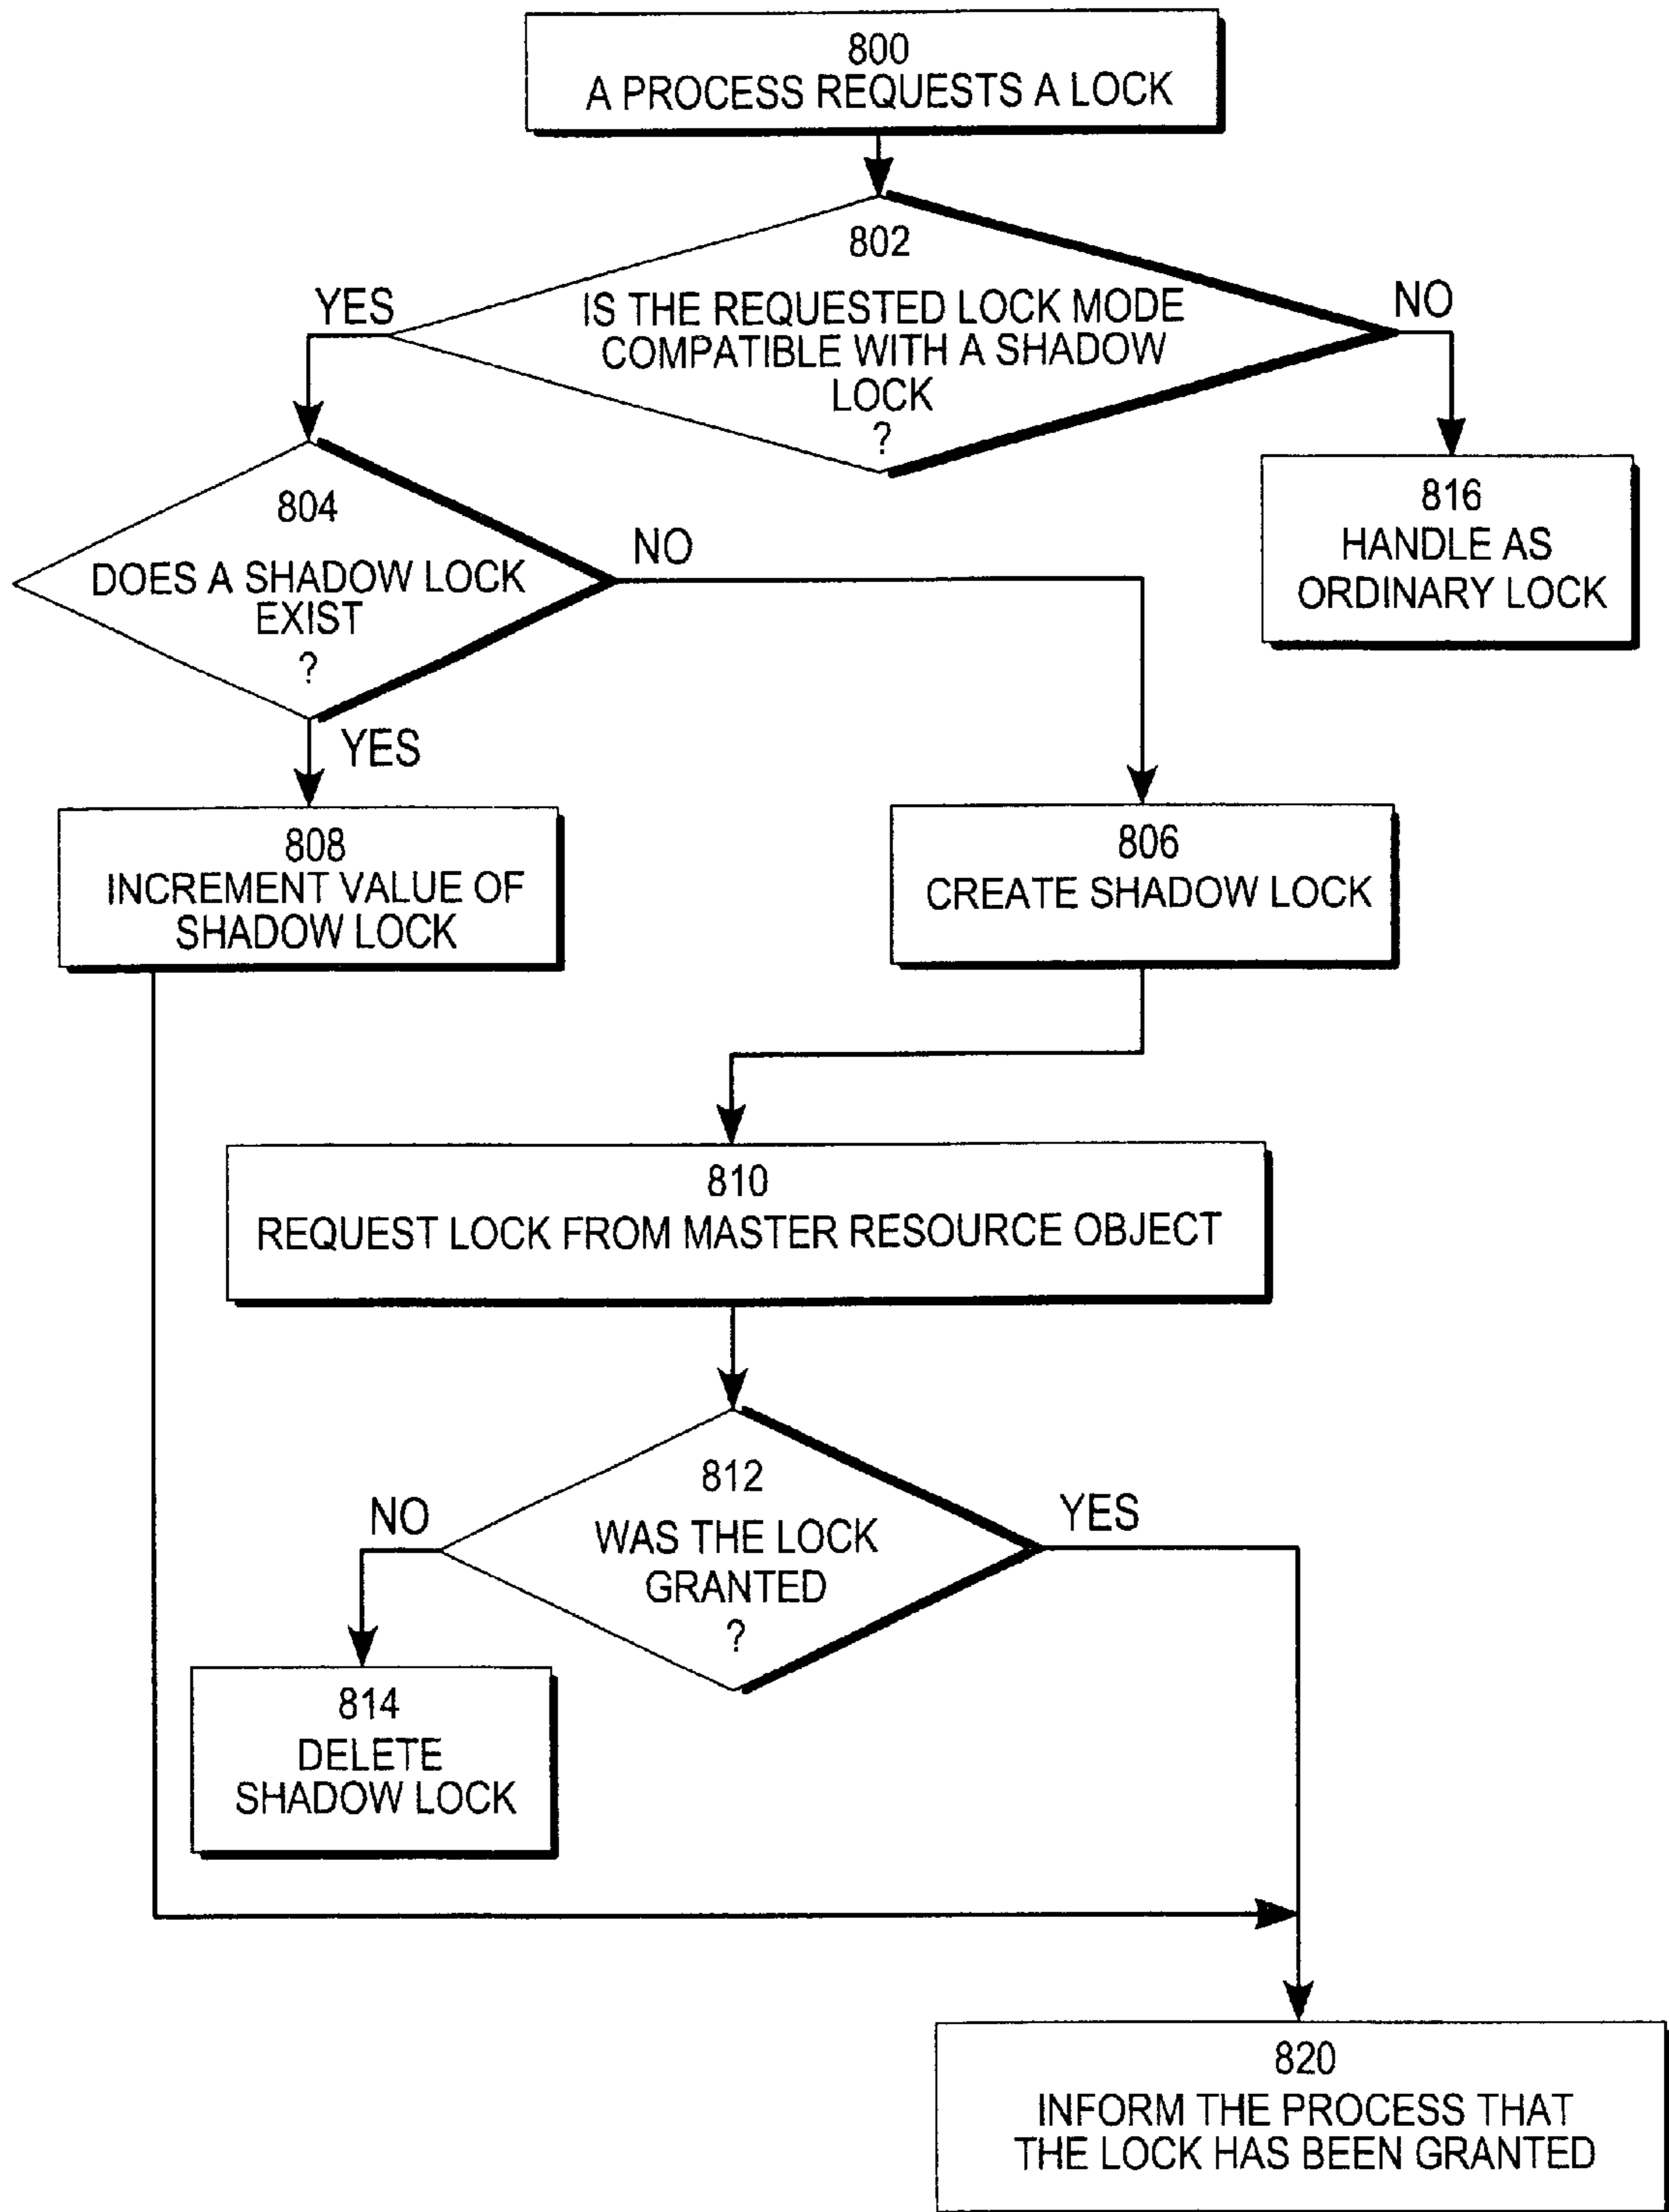 800
A PROCESS REQUESTS A LOCK
802
IS THE REQUESTED LOCK MODE
COMPATIBLE WITH A SHADOW
LOCK
?
YES
NO
804
DOES A SHADOW LOCK
EXIST
?
NO
YES
816
HANDLE AS
ORDINARY LOCK
808
INCREMENT VALUE OF
SHADOW LOCK
806
CREATE SHADOW LOCK
810
REQUEST LOCK FROM MASTER RESOURCE OBJECT
812
WAS THE LOCK
GRANTED
?
NO
YES
814
DELETE
SHADOW LOCK
820
INFORM THE PROCESS THAT
THE LOCK HAS BEEN GRANTED